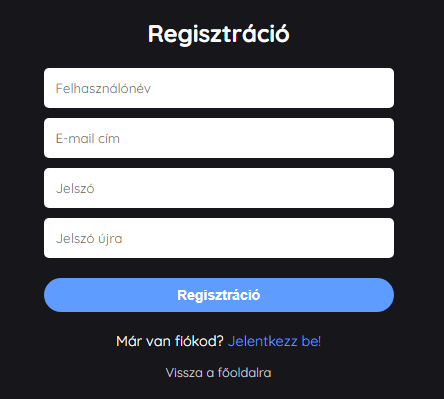 Regisztráció
Felhasználónév
E-mail cím
Jelszó
Jelszó újra
Regisztráció
Már van fiókod? Jelentkezz be!
Vissza a főoldalra